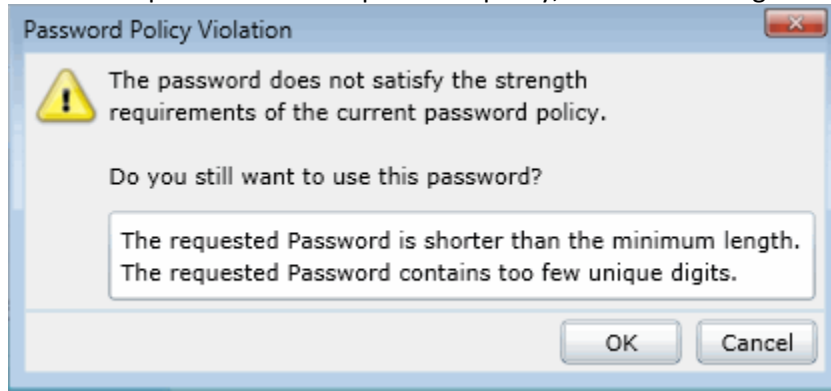 Password Policy Violation
The password does not satisfy the strength
requirements of the current password policy.
Do you still want to use this password?
The requested Password is shorter than the minimum length.
The requested Password contains too few unique digits.
OK Cancel